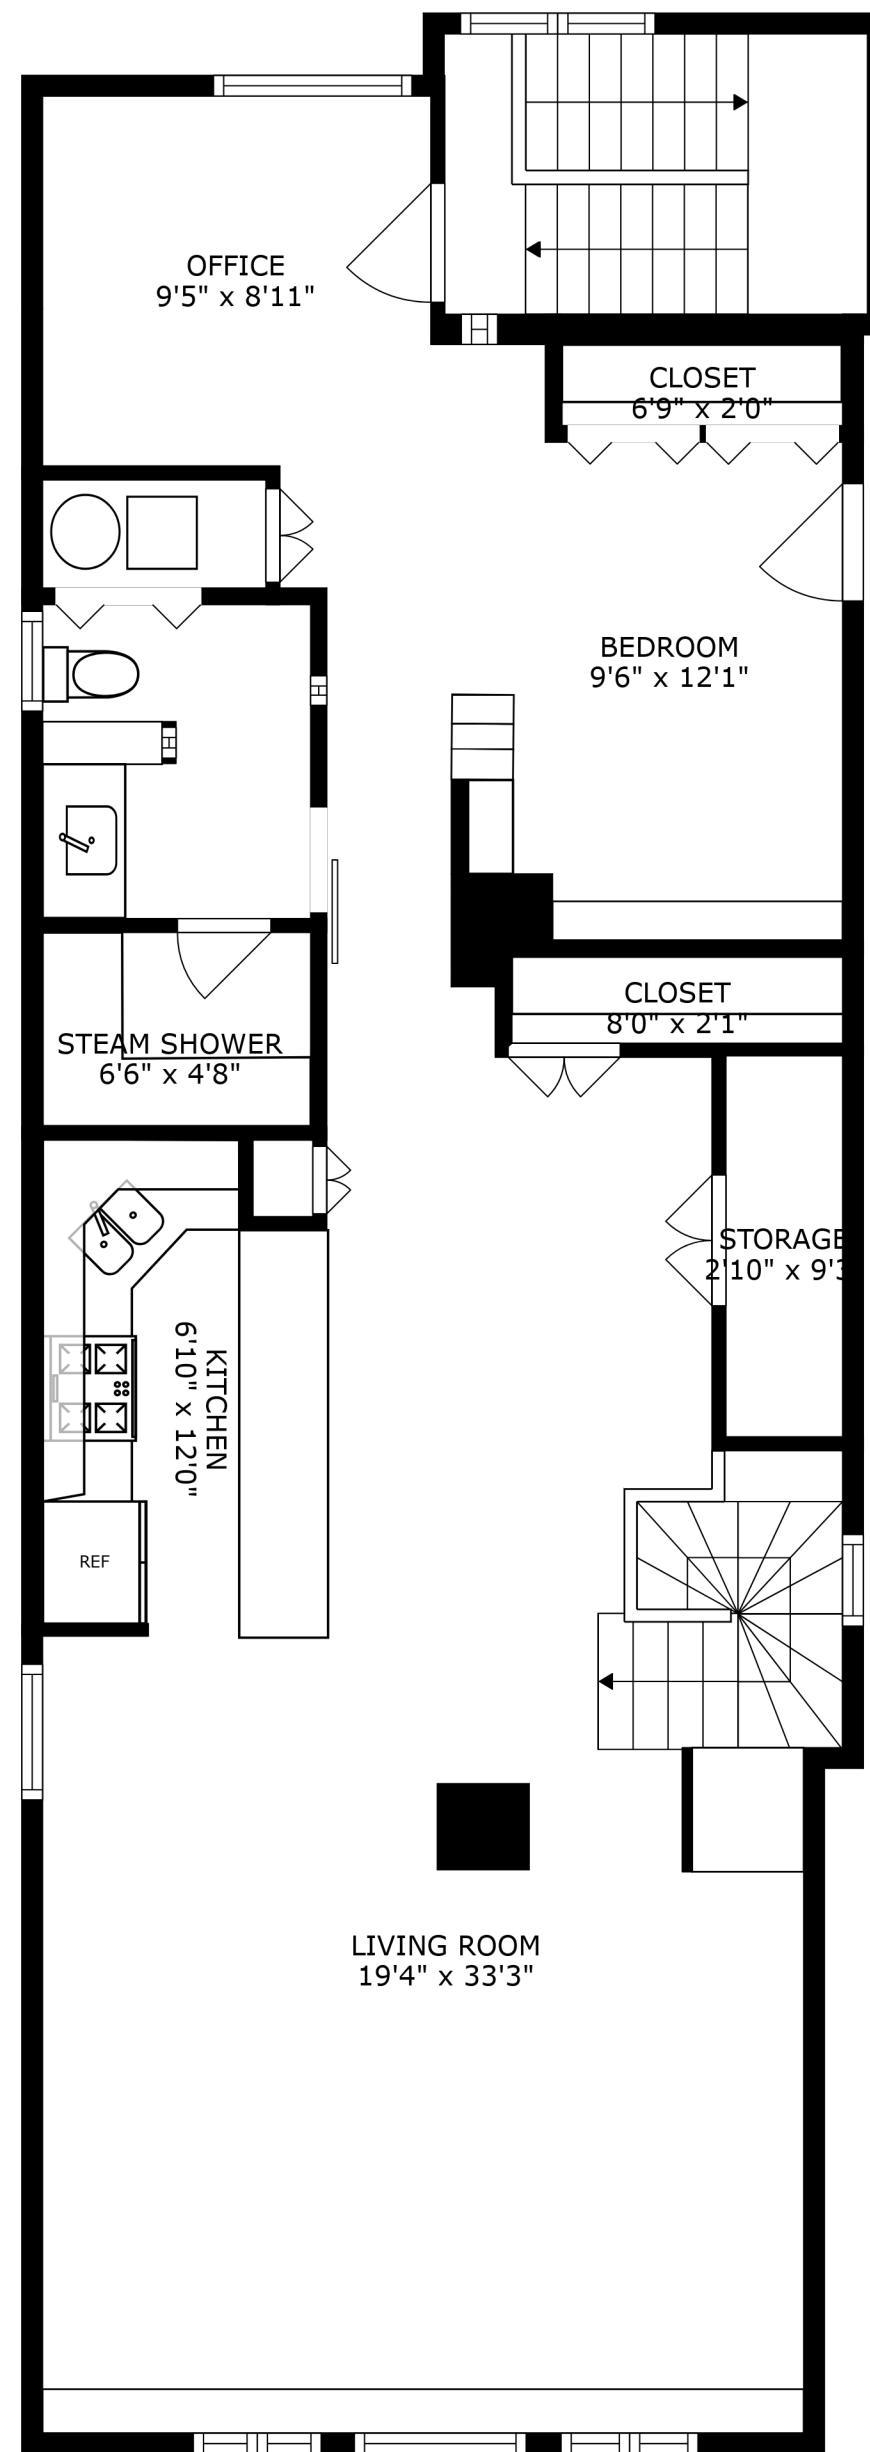 OFFICE
9'5" x 8'11"
CLOSET
6'9" x 2'0"
BEDROOM
9'6" x 12'1"
CLOSET
8'0" x 2'1"
STEAM SHOWER
6'6" x 4'8"
STORAGE
2'10" x 9'3
KITCHEN
6'10" x 12'0"
REF
LIVING ROOM
19'4" x 33'3"